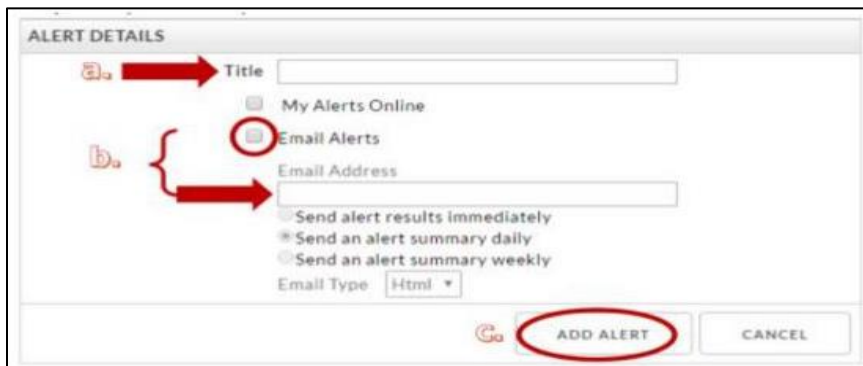 ALERT DETAILS
a. Title
My Alerts Online
Email Alerts
b.
Email Address
Send alert results immediately
Send an alert summary daily
Send an alert summary weekly
Email Type Html
c. ADD ALERT CANCEL